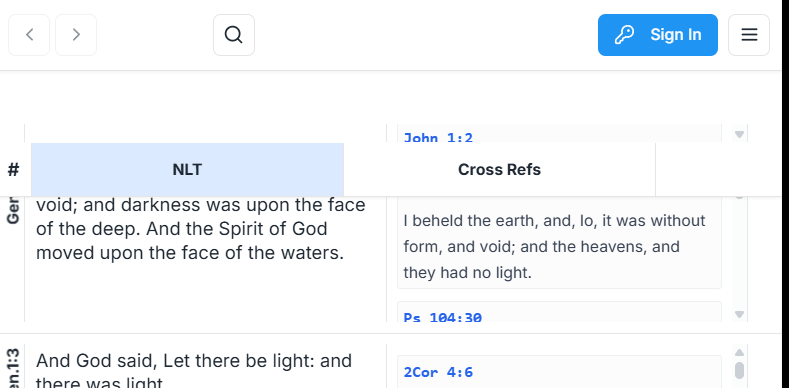 Sign In
John 1:2
# NLT Cross Refs
Gen
void; and darkness was upon the face
of the deep. And the Spirit of God
moved upon the face of the waters.
I beheld the earth, and, lo, it was without
form, and void; and the heavens, and
they had no light.
Ps 104:30
en.1:3
And God said, Let there be light: and
there was light
2Cor 4:6